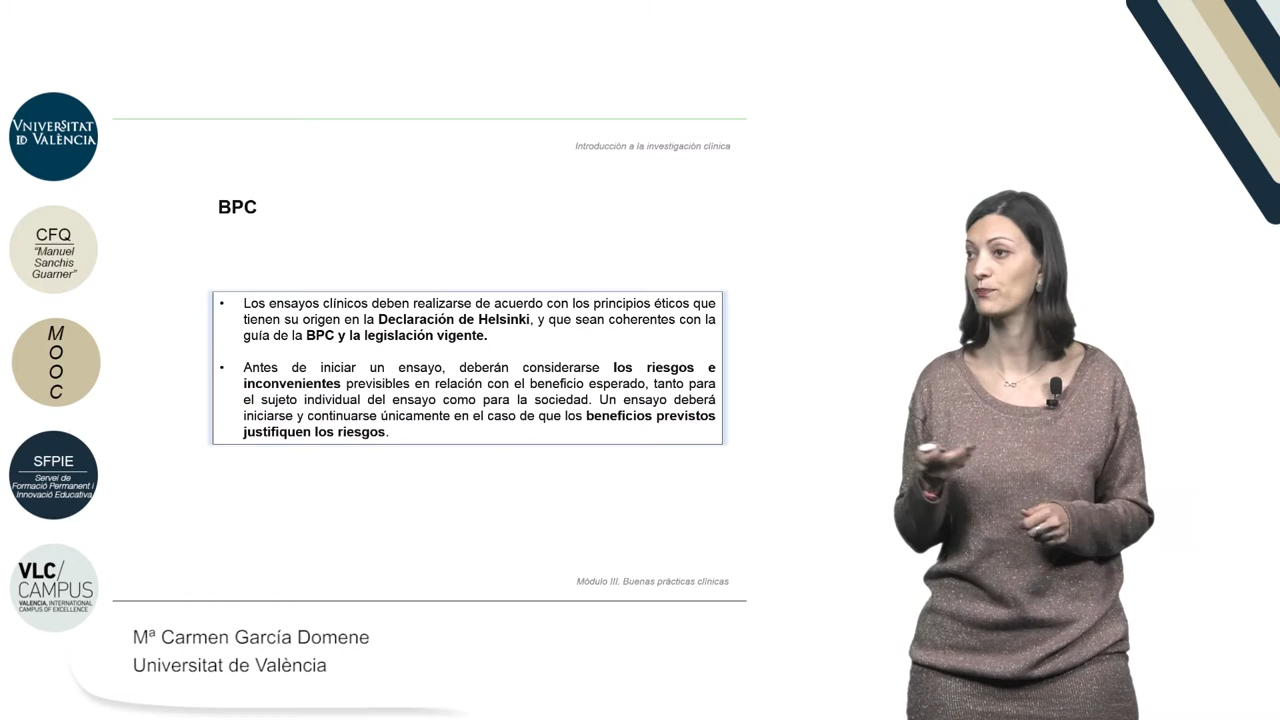 VNIVERSITAT
ID VALÈNCIA
CFQ
"Manuel
Sanchis
Guarner"
M
O
O
C
SFPIE
Servei de
Formació Permanent i
Innovació Educativa
VLC/
CAMPUS
VALENCIA, INTERNATIONAL
CAMPUS OF EXCELLENCE
Introducción a la investigación clínica
BPC
• Los ensayos clínicos deben realizarse de acuerdo con los principios éticos que
tienen su origen en la Declaración de Helsinki, y que sean coherentes con la
guía de la BPC y la legislación vigente.
• Antes de iniciar un ensayo, deberán considerarse los riesgos e
inconvenientes previsibles en relación con el beneficio esperado, tanto para
el sujeto individual del ensayo como para la sociedad. Un ensayo deberá
iniciarse y continuarse únicamente en el caso de que los beneficios previstos
justifiquen los riesgos.
Módulo III. Buenas prácticas clínicas
Mª Carmen García Domene
Universitat de València